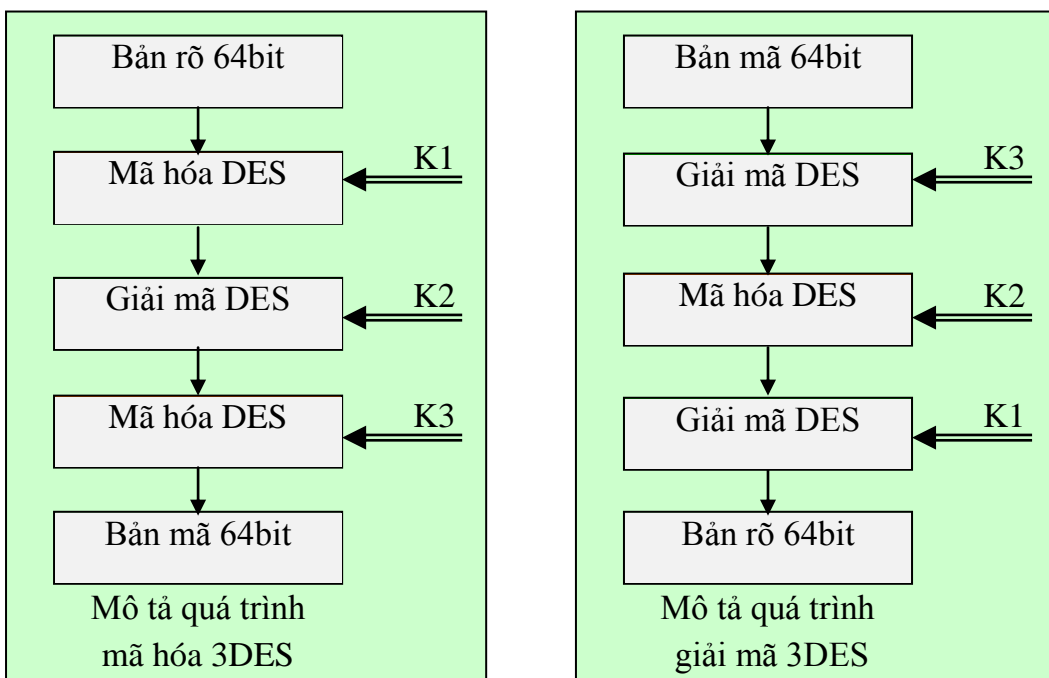 Bản rõ 64bit
Mã hóa DES
K1
Giải mã DES
K2
Mã hóa DES
K3
Bản mã 64bit
Mô tả quá trình
mã hóa 3DES
Bản mã 64bit
Giải mã DES
K3
Mã hóa DES
K2
Giải mã DES
K1
Bản rõ 64bit
Mô tả quá trình
giải mã 3DES